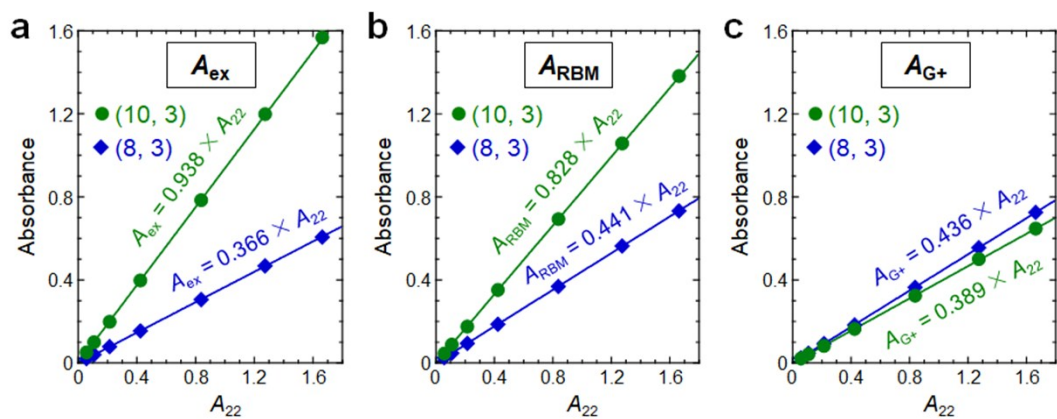 a
A_ex
(10, 3)
(8, 3)
A_ex = 0.938 × A_22
A_ex = 0.366 × A_22
Absorbance
1.6
1.2
0.8
0.4
0
0
0.4
0.8
1.2
1.6
A_22
b
A_RBM
(10, 3)
(8, 3)
A_RBM = 0.828 × A_22
A_RBM = 0.441 × A_22
Absorbance
1.6
1.2
0.8
0.4
0
0
0.4
0.8
1.2
1.6
A_22
c
A_G+
(10, 3)
(8, 3)
A_G+ = 0.436 × A_22
A_G+ = 0.389 × A_22
Absorbance
1.6
1.2
0.8
0.4
0
0
0.4
0.8
1.2
1.6
A_22